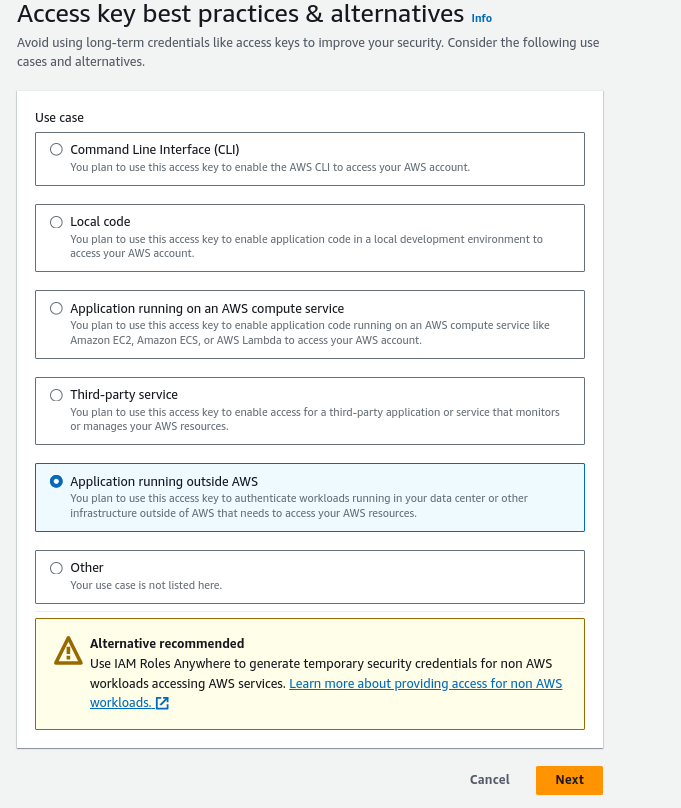 Access key best practices & alternatives Info
Avoid using long-term credentials like access keys to improve your security. Consider the following use
cases and alternatives.
Use case
Command Line Interface (CLI)
You plan to use this access key to enable the AWS CLI to access your AWS account.
Local code
You plan to use this access key to enable application code in a local development environment to
access your AWS account.
Application running on an AWS compute service
You plan to use this access key to enable application code running on an AWS compute service like
Amazon EC2, Amazon ECS, or AWS Lambda to access your AWS account.
Third-party service
You plan to use this access key to enable access for a third-party application or service that monitors
or manages your AWS resources.
Application running outside AWS
You plan to use this access key to authenticate workloads running in your data center or other
infrastructure outside of AWS that needs to access your AWS resources.
Other
Your use case is not listed here.
Alternative recommended
Use IAM Roles Anywhere to generate temporary security credentials for non AWS
workloads accessing AWS services. Learn more about providing access for non AWS
workloads.
Cancel Next